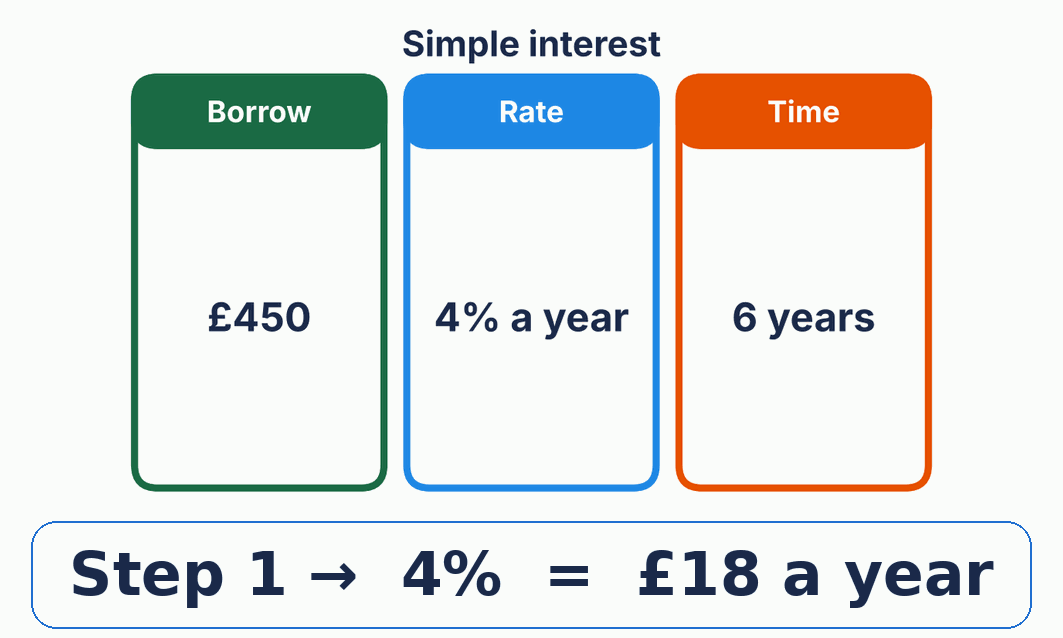 Simple interest
Borrow
Rate
Time
£450
4% a year
6 years
Step 1 → 4% = £18 a year